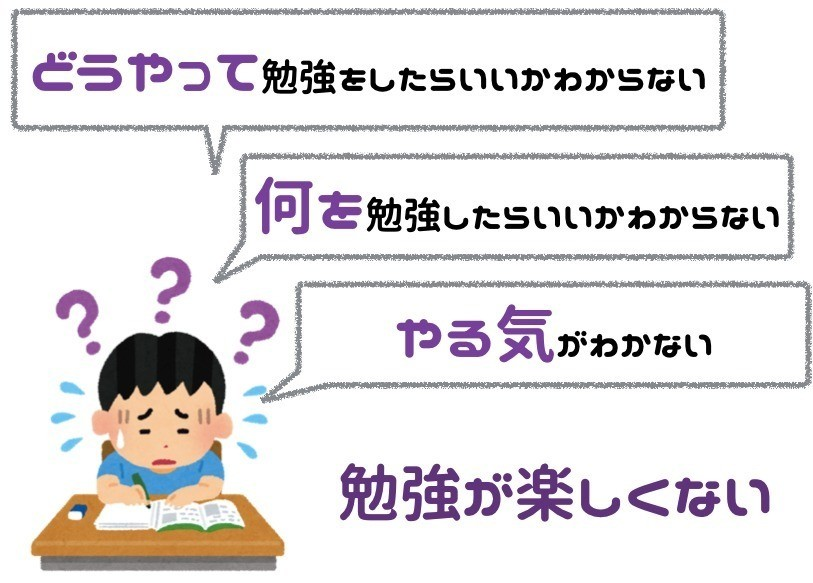 どうやって勉強をしたらいいかわからない
何を勉強したらいいかわからない
? ? ?
やる気がわかない
勉強が楽しくない